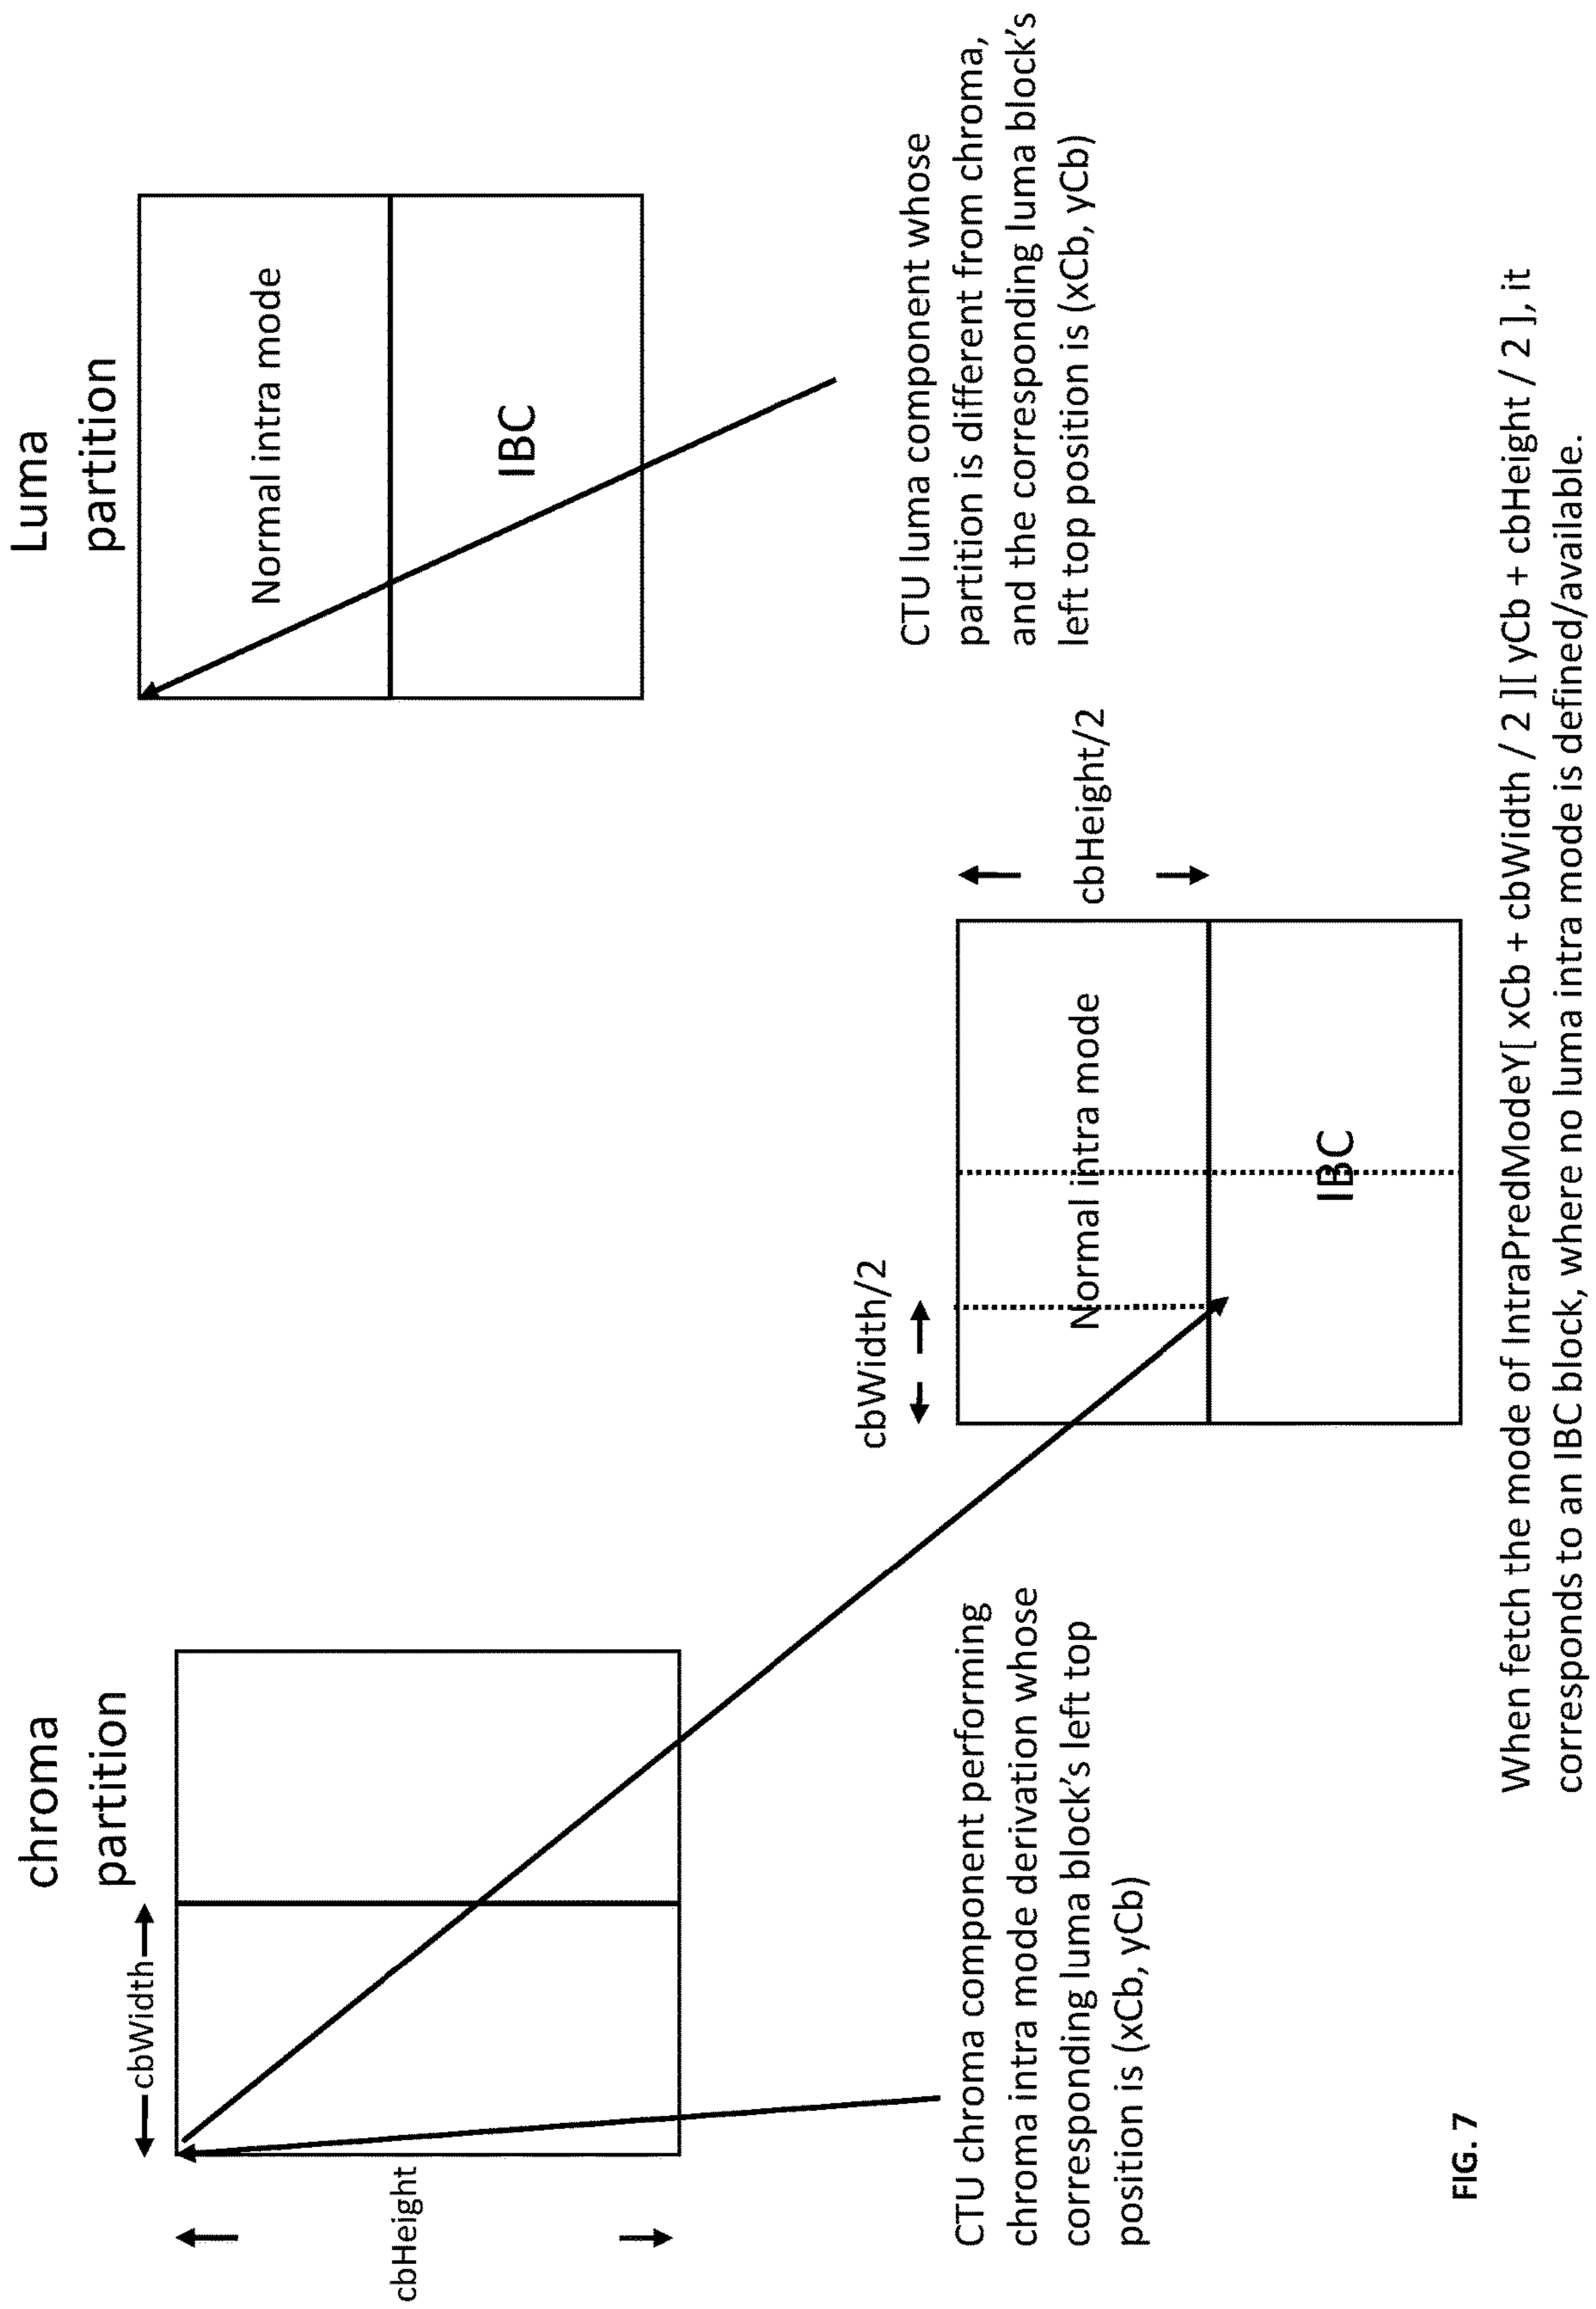 chroma
partition
Luma
partition
cbWidth
cbHeight
Normal intra mode
IBC
cbWidth/2
cbHeight/2
Normal intra mode
IBC
CTU chroma component performing
chroma intra mode derivation whose
corresponding luma block's left top
position is (xCb, yCb)
CTU luma component whose
partition is different from chroma,
and the corresponding luma block's
left top position is (xCb, yCb)
When fetch the mode of IntraPredModeY[ xCb + cbWidth / 2 ][ yCb + cbHeight / 2 ], it
corresponds to an IBC block, where no luma intra mode is defined/available.
FIG. 7